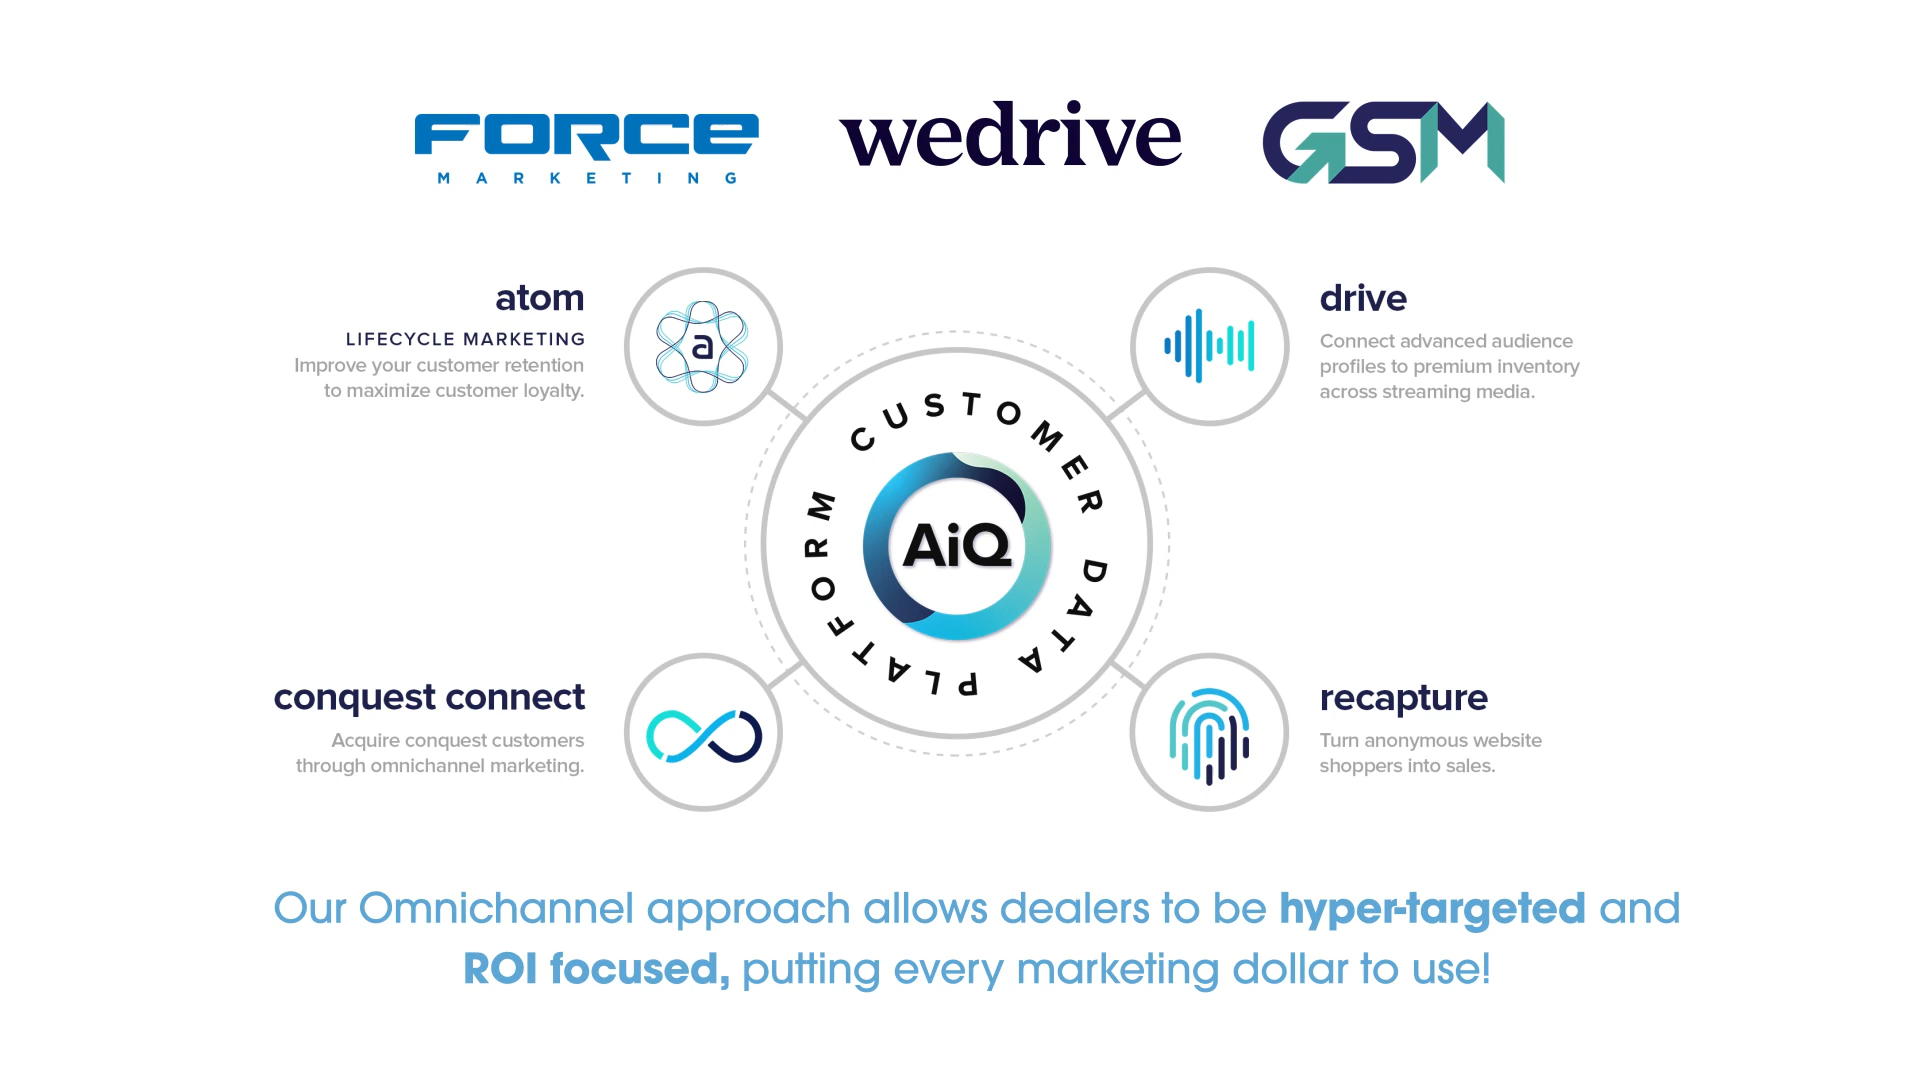 FORCE
MARKETING
wedrive
GSM
atom
LIFECYCLE MARKETING
Improve your customer retention
to maximize customer loyalty.
a
drive
Connect advanced audience
profiles to premium inventory
across streaming media.
CUSTOMER DATA PLATFORM
AiQ
conquest connect
Acquire conquest customers
through omnichannel marketing.
recapture
Turn anonymous website
shoppers into sales.
Our Omnichannel approach allows dealers to be hyper-targeted and
ROI focused, putting every marketing dollar to use!